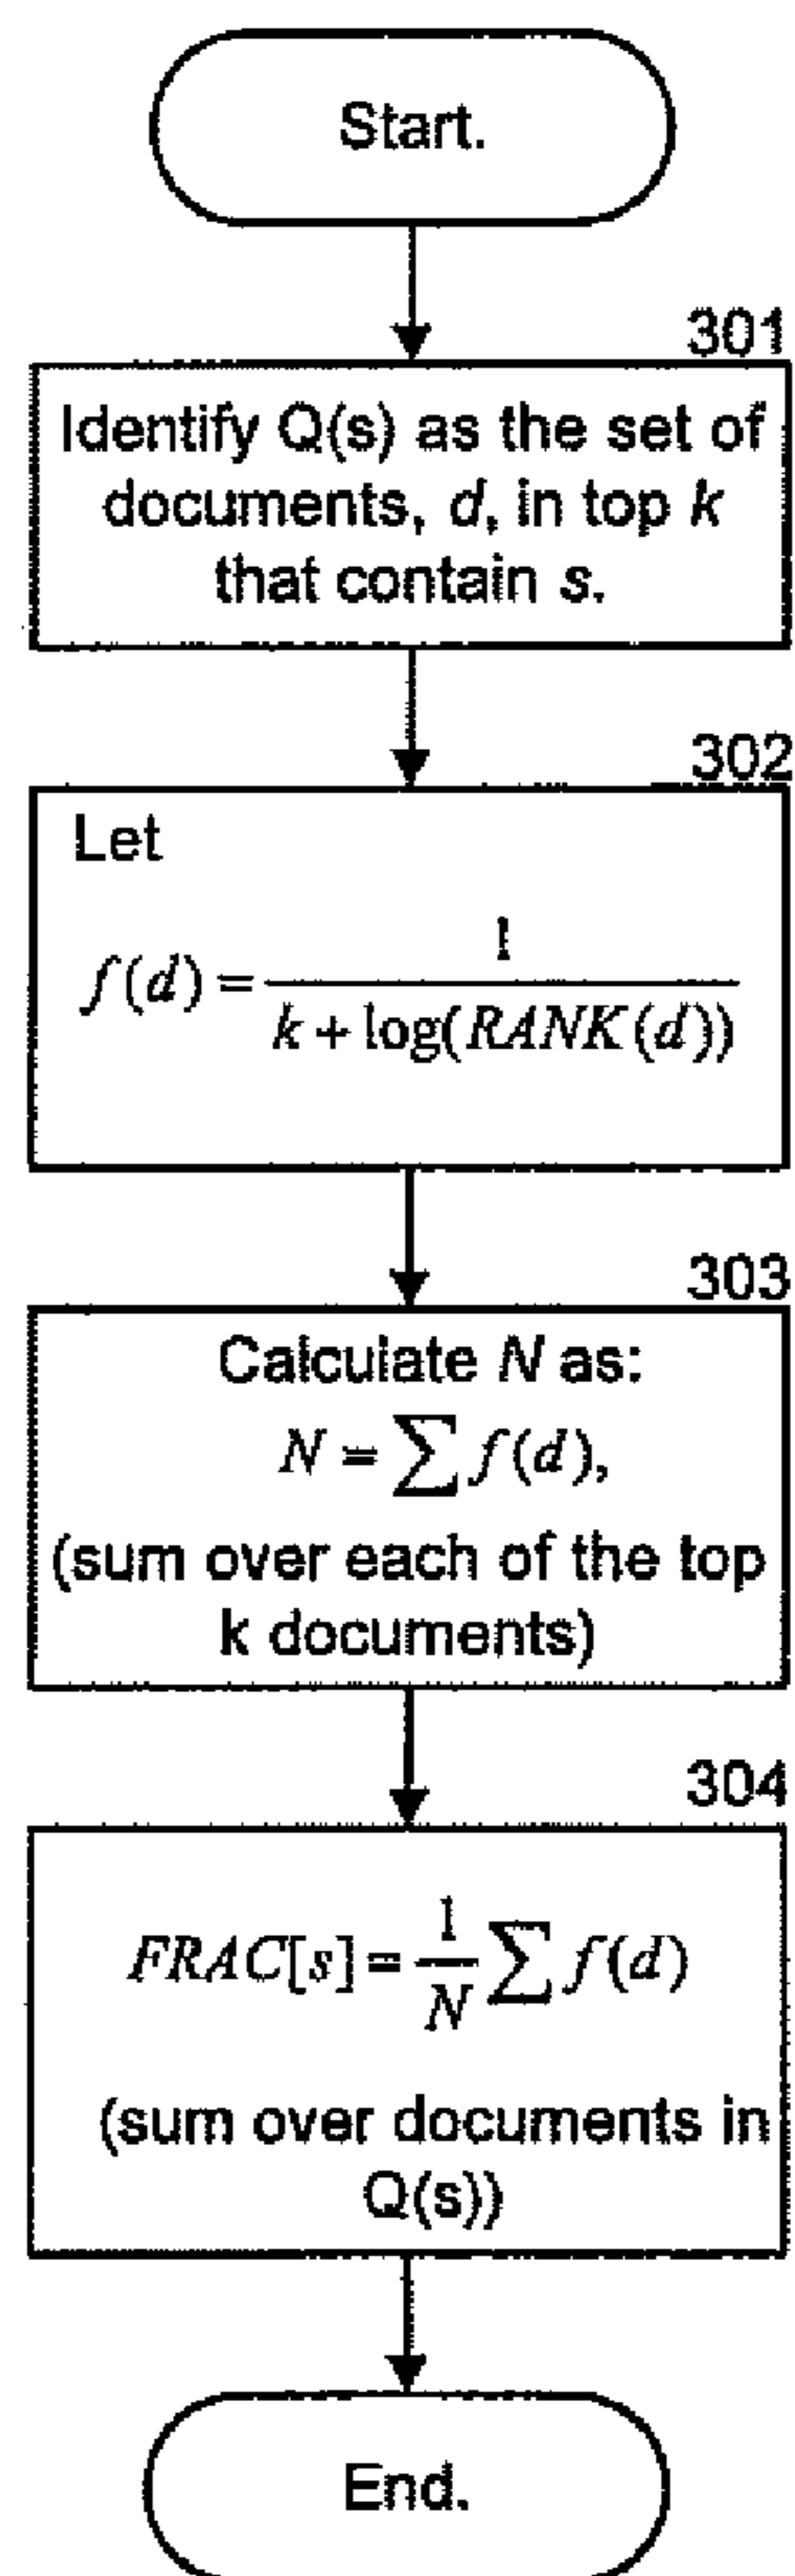 Start.
301
Identify Q(s) as the set of
documents, d, in top k
that contain s.
302
Let
f(d) = 1 / (k + log(RANK(d)))
303
Calculate N as:
N = ∑ f(d),
(sum over each of the top
k documents)
304
FRAC[s] = 1/N ∑ f(d)
(sum over documents in
Q(s))
End.